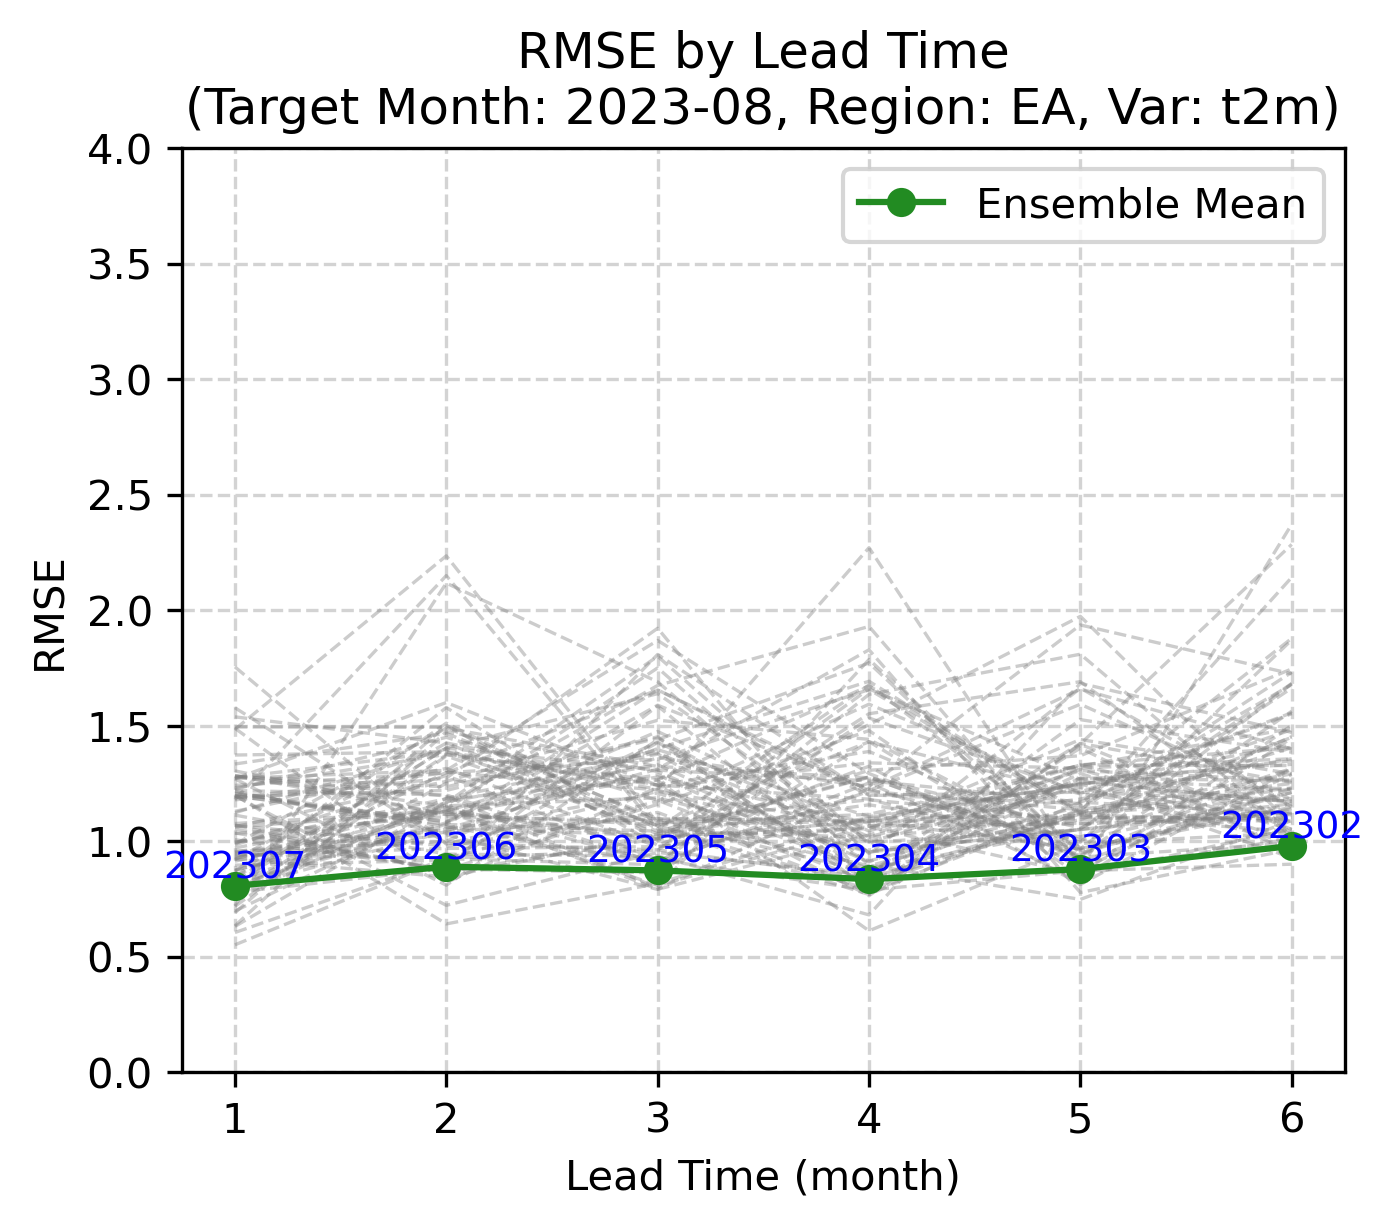 RMSE by Lead Time
(Target Month: 2023-08, Region: EA, Var: t2m)
Ensemble Mean
RMSE
4.0
3.5
3.0
2.5
2.0
1.5
1.0
0.5
0.0
202307
202306
202305
202304
202303
202302
1 2 3 4 5 6
Lead Time (month)